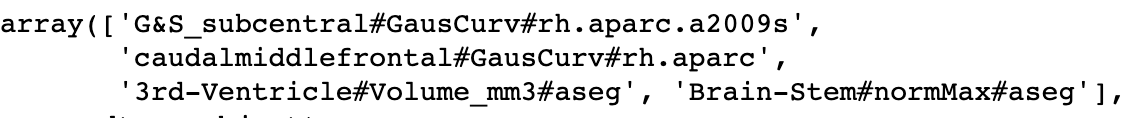 array(['G&S_subcentral#GausCurv#rh.aparc.a2009s',
'caudalmiddlefrontal#GausCurv#rh.aparc',
'3rd-Ventricle#Volume_mm3#aseg', 'Brain-Stem#normMax#aseg'],